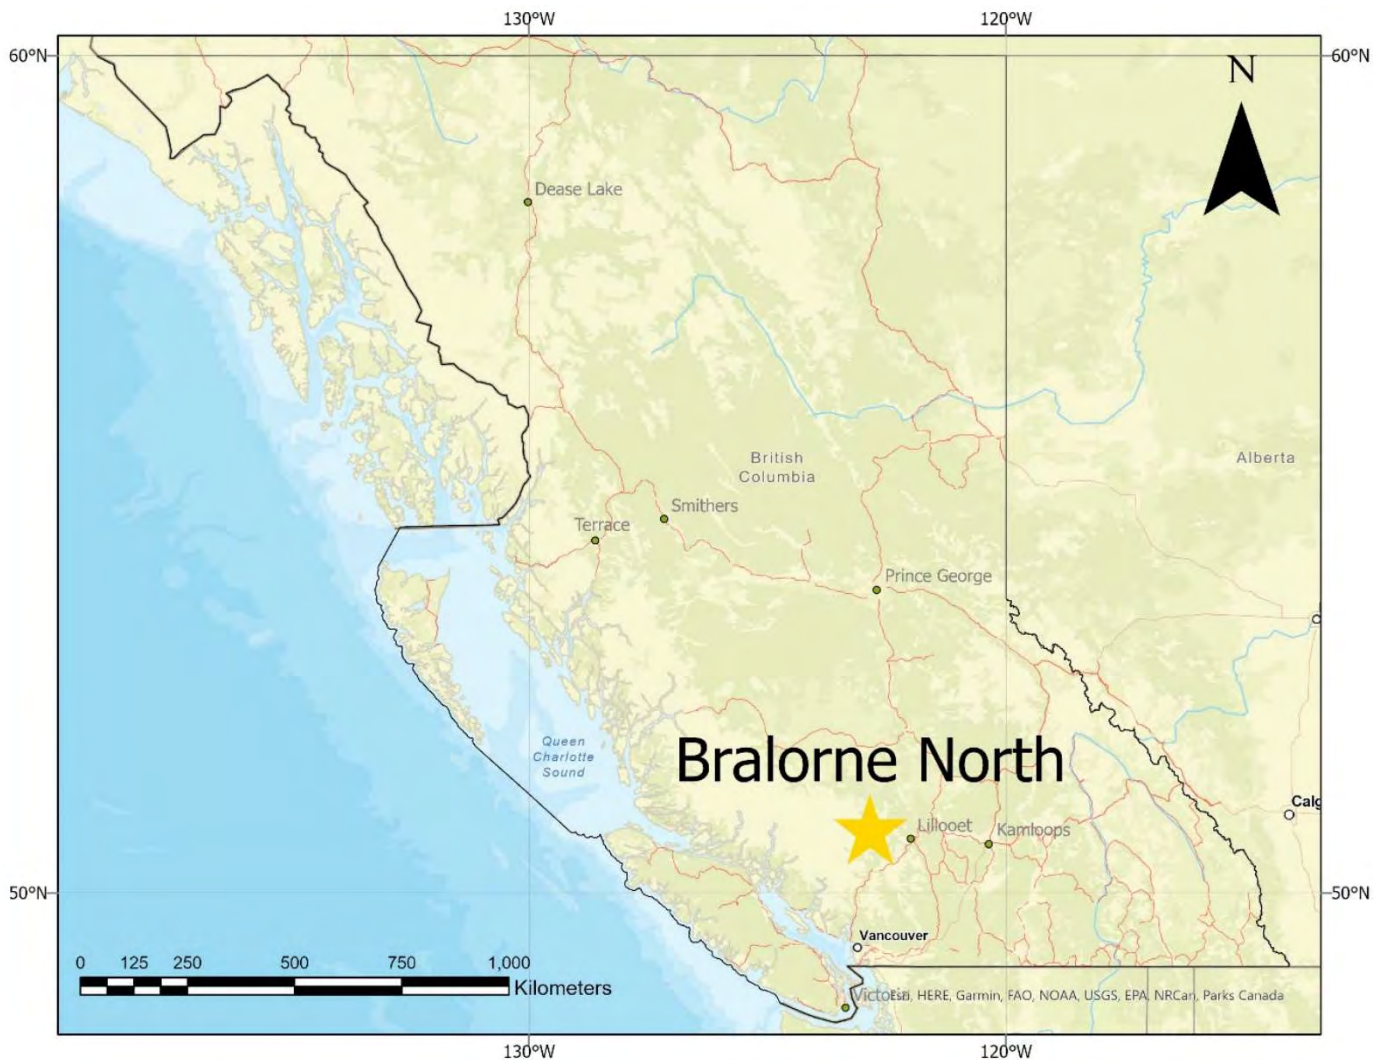 130°W
120°W
60°N
60°N
N
Dease Lake
British
Columbia
Alberta
Smithers
Terrace
Prince George
Queen
Charlotte
Sound
Bralorne North
Calg
Lillooet
Kamloops
50°N
50°N
Vancouver
0 125 250 500 750 1,000
Kilometers
Victoria
Esri, HERE, Garmin, FAO, NOAA, USGS, EPA, NRCan, Parks Canada
130°W
120°W